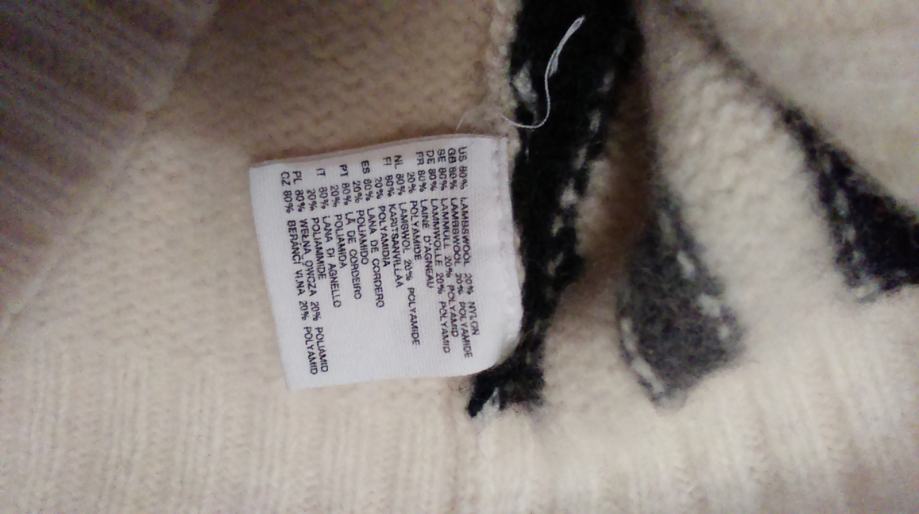 US 80% LAMBSWOOL 20% NYLON
GB 80% LAMBSWOOL 20% POLYAMIDE
SE 80% LAMMULL 20% POLYAMID
DE 80% LAMMWOLLE 20% POLYAMID
FR 80% LAINE D'AGNEAU
20% POLYAMIDE
NL 80% LAMSWOL 20% POLYAMIDE
FI 80% KARITSANVILLAA
20% POLYAMIDIA
ES 80% LANA DE CORDERO
20% POLIAMIDO
PT 80% LÃ DE CORDEIRO
20% POLIAMIDA
IT 80% LANA DI AGNELLO
20% POLIAMMIDE
PL 80% WEŁNA OWCZA 20% POLIAMID
CZ 80% BERANČÍ VLNA 20% POLYAMID